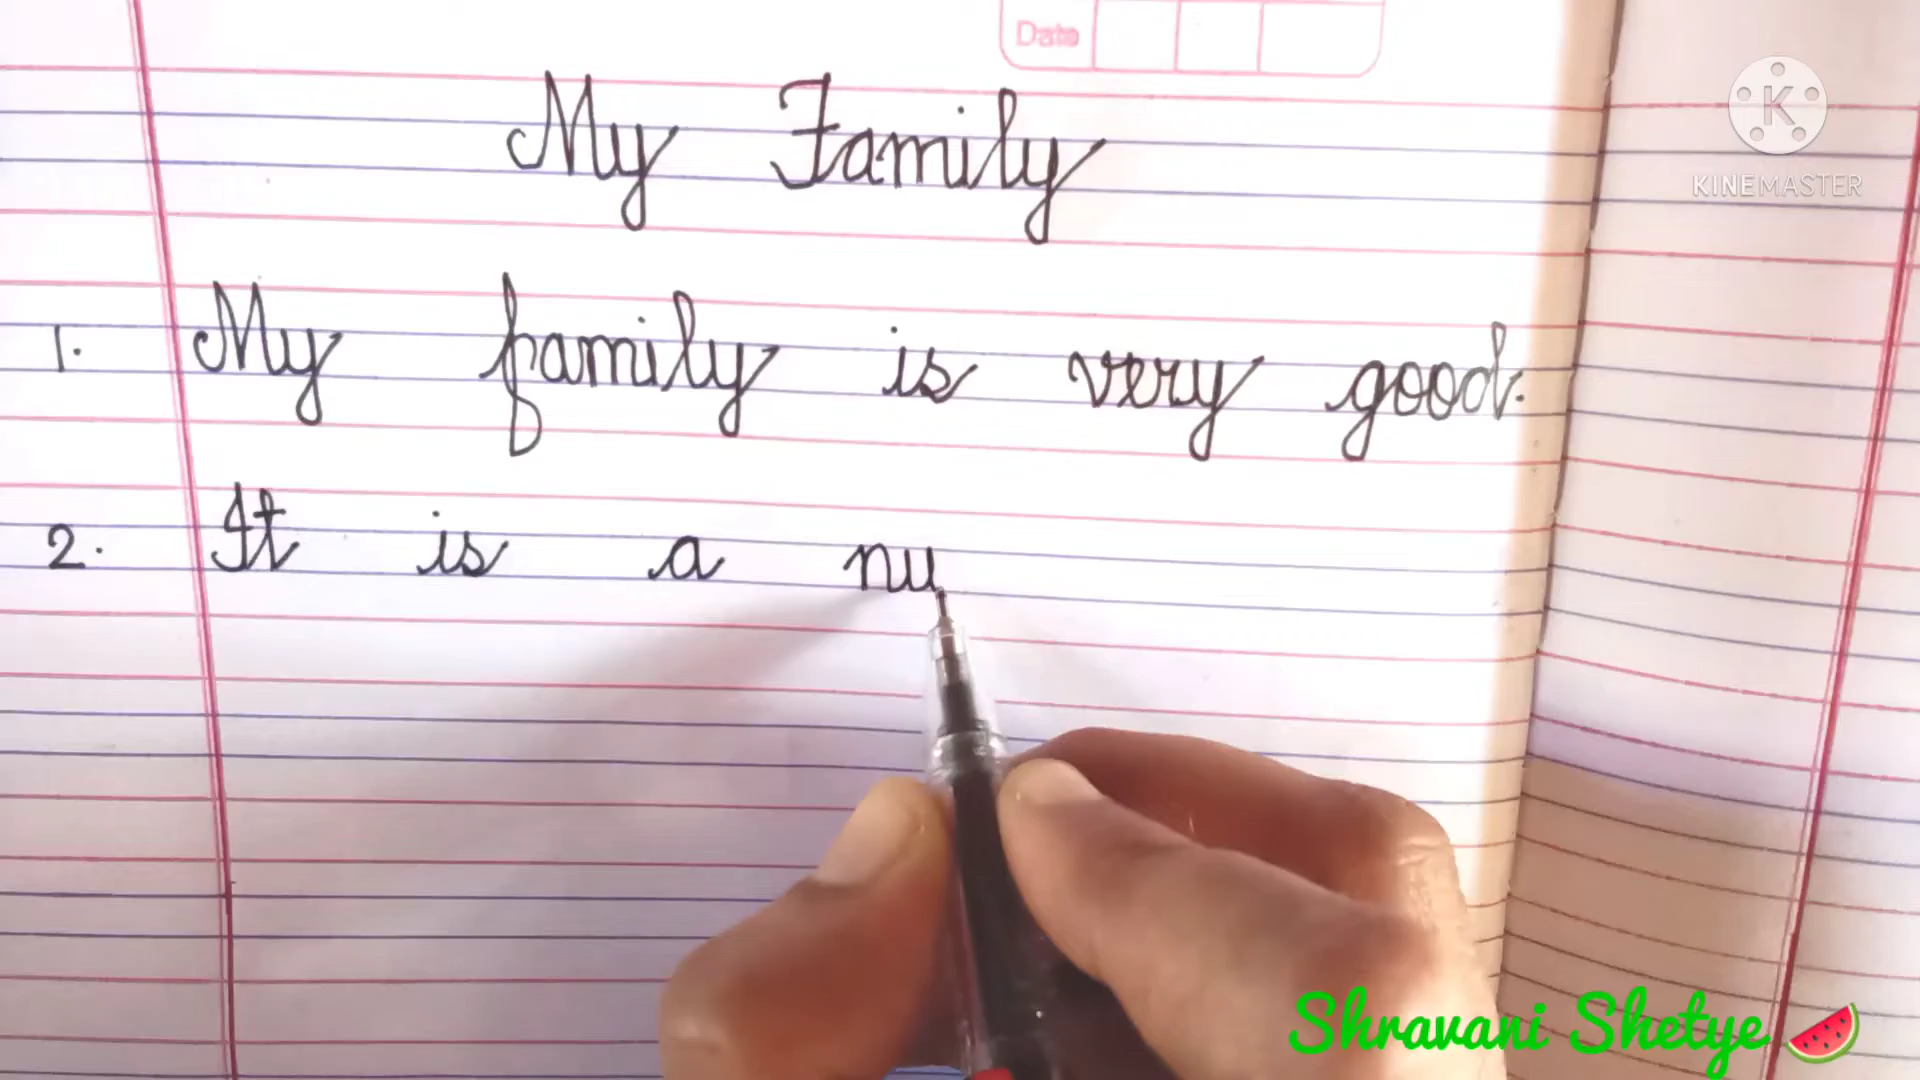 Date
My Family
KINEMASTER
1. My family is very good.
2. It is a nu
Shravani Shetye